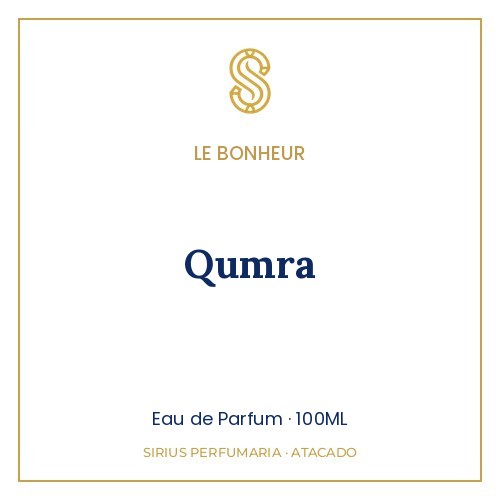 LE BONHEUR
Qumra
Eau de Parfum · 100ML
SIRIUS PERFUMARIA · ATACADO